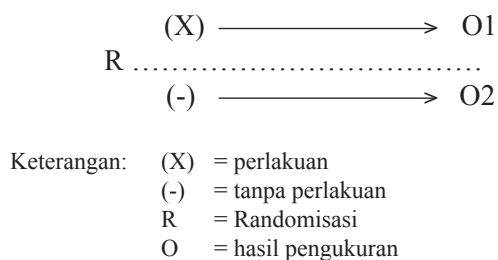 (X) O1
R ..................................
(-) O2
Keterangan: (X) = perlakuan
(-) = tanpa perlakuan
R = Randomisasi
O = hasil pengukuran